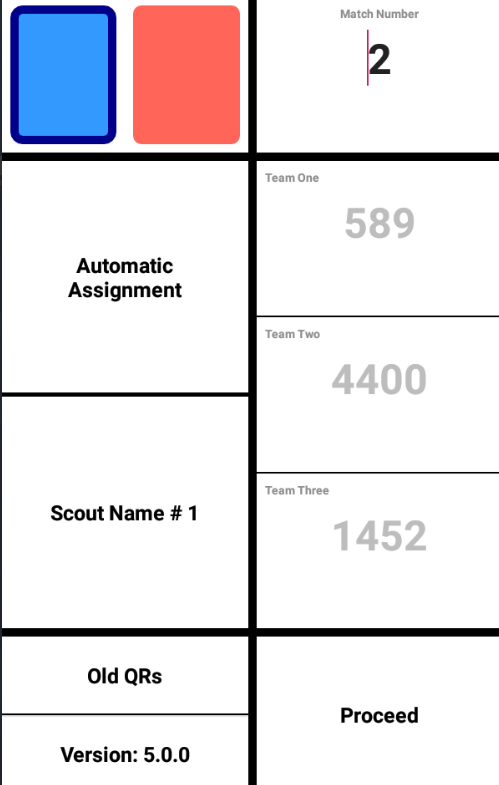 Match Number
2
Automatic
Assignment
Scout Name # 1
Team One
589
Team Two
4400
Team Three
1452
Old QRs
Version: 5.0.0
Proceed